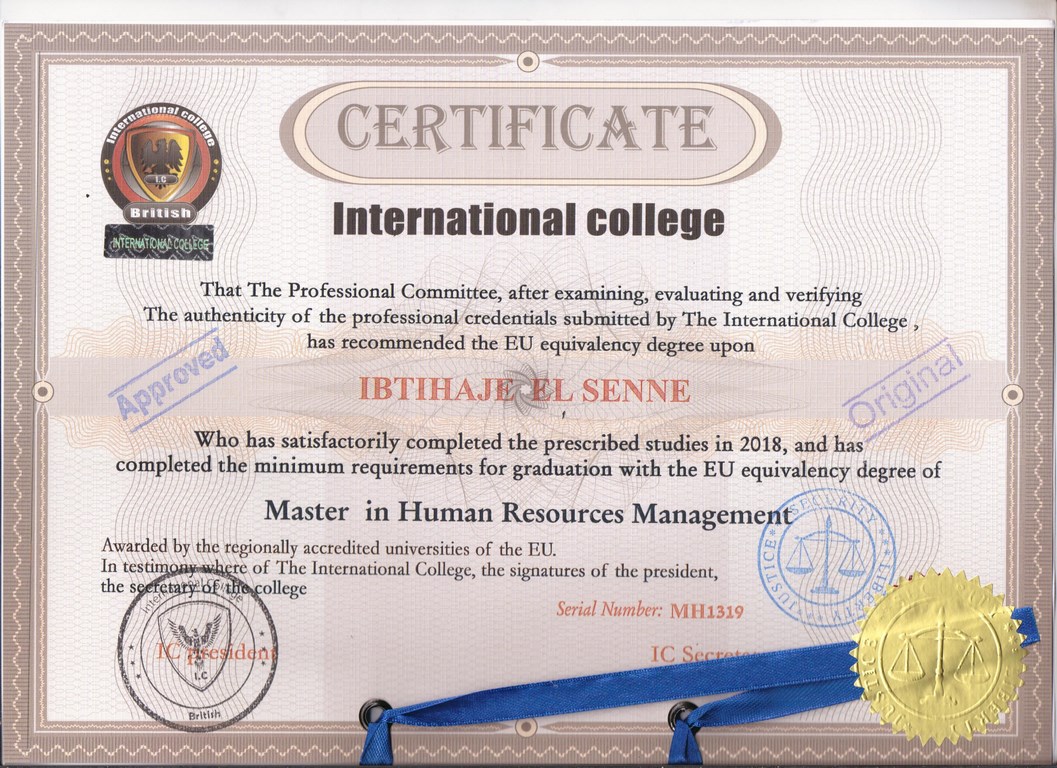 International college
I.C
British
INTERNATIONAL COLLEGE
CERTIFICATE
International college
That The Professional Committee, after examining, evaluating and verifying
The authenticity of the professional credentials submitted by The International College ,
has recommended the EU equivalency degree upon
Approved
IBTIHAJE EL SENNE
Original
Who has satisfactorily completed the prescribed studies in 2018, and has
completed the minimum requirements for graduation with the EU equivalency degree of
Master in Human Resources Management
Awarded by the regionally accredited universities of the EU.
In testimony where of The International College, the signatures of the president,
the secretary of the college
Serial Number: MH1319
SECURITY LIBERTY JUSTICE
International College
IC president
I.C
British
IC